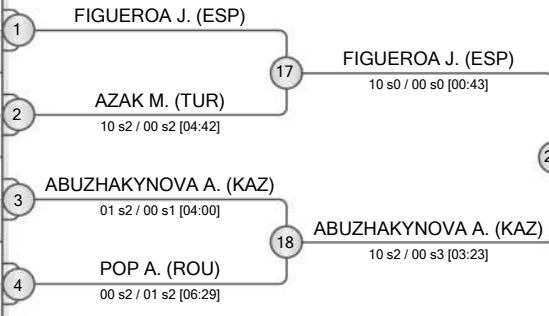 FIGUEROA J. (ESP)
1
17
FIGUEROA J. (ESP)
10 s0 / 00 s0 [00:43]
AZAK M. (TUR)
2
10 s2 / 00 s2 [04:42]
ABUZHAKYNOVA A. (KAZ)
3
01 s2 / 00 s1 [04:00]
18
ABUZHAKYNOVA A. (KAZ)
10 s2 / 00 s3 [03:23]
POP A. (ROU)
4
00 s2 / 01 s2 [06:29]